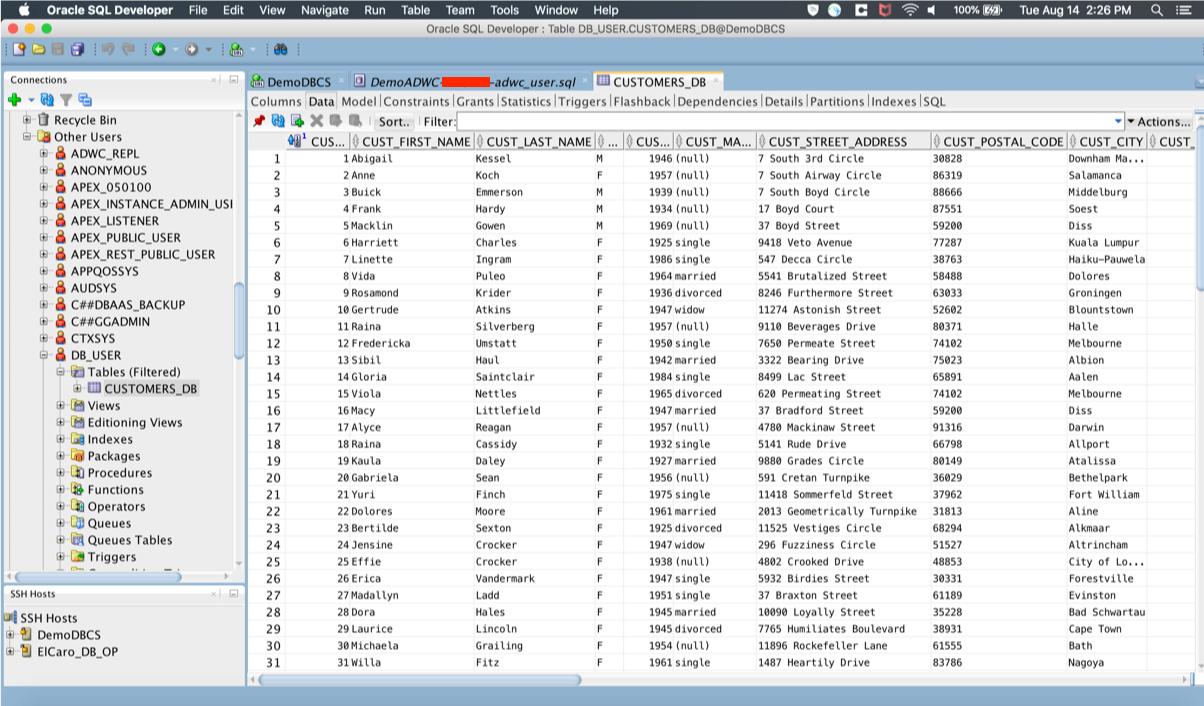 Oracle SQL Developer File Edit View Navigate Run Table Team Tools Window Help 100% Tue Aug 14 2:26 PM
Oracle SQL Developer : Table DB_USER.CUSTOMERS_DB@DemoDBCS
Connections
Recycle Bin
Other Users
ADWC_REPL
ANONYMOUS
APEX_050100
APEX_INSTANCE_ADMIN_USI
APEX_LISTENER
APEX_PUBLIC_USER
APEX_REST_PUBLIC_USER
APPQOSSYS
AUDSYS
C##DBAAS_BACKUP
C##GGADMIN
CTXSYS
DB_USER
Tables (Filtered)
CUSTOMERS_DB
Views
Editioning Views
Indexes
Packages
Procedures
Functions
Operators
Queues
Queues Tables
Triggers
SSH Hosts
SSH Hosts
DemoDBCS
ElCaro_DB_OP
DemoDBCS DemoADWC- -adwc_user.sql CUSTOMERS_DB
Columns Data Model Constraints Grants Statistics Triggers Flashback Dependencies Details Partitions Indexes SQL
Sort.. Filter: Actions...
1 CUS... CUST_FIRST_NAME CUST_LAST_NAME ... CUS... CUST_MA... CUST_STREET_ADDRESS CUST_POSTAL_CODE CUST_CITY CUST_
1 1 Abigail Kessel M 1946 (null) 7 South 3rd Circle 30828 Downham Ma...
2 2 Anne Koch F 1957 (null) 7 South Airway Circle 86319 Salamanca
3 3 Buick Emmerson M 1939 (null) 7 South Boyd Circle 88666 Middelburg
4 4 Frank Hardy M 1934 (null) 17 Boyd Court 87551 Soest
5 5 Macklin Gowen M 1969 (null) 37 Boyd Street 59200 Diss
6 6 Harriett Charles F 1925 single 9418 Veto Avenue 77287 Kuala Lumpur
7 7 Linette Ingram F 1986 single 547 Decca Circle 38763 Haiku-Pauwela
8 8 Vida Puleo F 1964 married 5541 Brutalized Street 58488 Dolores
9 9 Rosamond Krider F 1936 divorced 8246 Furthermore Street 63033 Groningen
10 10 Gertrude Atkins F 1947 widow 11274 Astonish Street 52602 Blountstown
11 11 Raina Silverberg F 1957 (null) 9110 Beverages Drive 80371 Halle
12 12 Fredericka Umstatt F 1950 single 7650 Permeate Street 74102 Melbourne
13 13 Sibil Haul F 1942 married 3322 Bearing Drive 75023 Albion
14 14 Gloria Saintclair F 1984 single 8499 Lac Street 65891 Aalen
15 15 Viola Nettles F 1965 divorced 620 Permeating Street 74102 Melbourne
16 16 Macy Littlefield F 1947 married 37 Bradford Street 59200 Diss
17 17 Alyce Reagan F 1957 (null) 4780 Mackinaw Street 91316 Darwin
18 18 Raina Cassidy F 1932 single 5141 Rude Drive 66798 Allport
19 19 Kaula Daley F 1927 married 9880 Grades Circle 80149 Atalissa
20 20 Gabriela Sean F 1956 (null) 591 Cretan Turnpike 36029 Bethelpark
21 21 Yuri Finch F 1975 single 11418 Sommerfeld Street 37962 Fort William
22 22 Dolores Moore F 1961 married 2013 Geometrically Turnpike 31813 Aline
23 23 Bertilde Sexton F 1925 divorced 11525 Vestiges Circle 68294 Alkmaar
24 24 Jensine Crocker F 1947 widow 296 Fuzziness Circle 51527 Altrincham
25 25 Effie Crocker F 1938 (null) 4802 Crooked Drive 48853 City of Lo...
26 26 Erica Vandermark F 1947 single 5932 Birdies Street 30331 Forestville
27 27 Madallyn Ladd F 1951 single 37 Braxton Street 61189 Evinston
28 28 Dora Hales F 1945 married 10090 Loyally Street 35228 Bad Schwartau
29 29 Laurice Lincoln F 1945 divorced 7765 Humiliates Boulevard 38931 Cape Town
30 30 Michaela Grailing F 1954 (null) 11896 Rockefeller Lane 61555 Bath
31 31 Willa Fitz F 1961 single 1487 Heartily Drive 83786 Nagoya